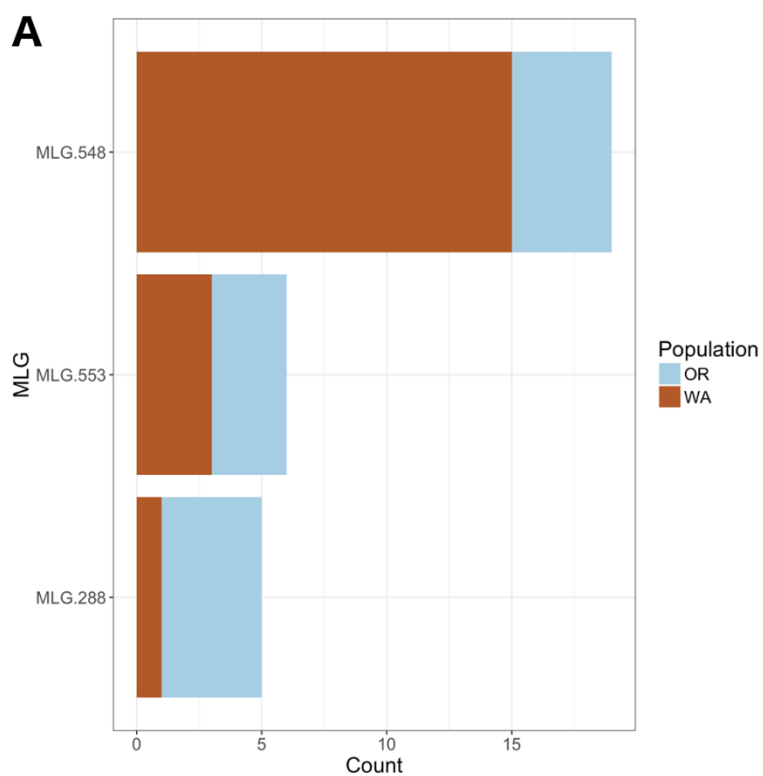 A
MLG.548
MLG.553
MLG.288
MLG
0 5 10 15
Count
Population
OR
WA